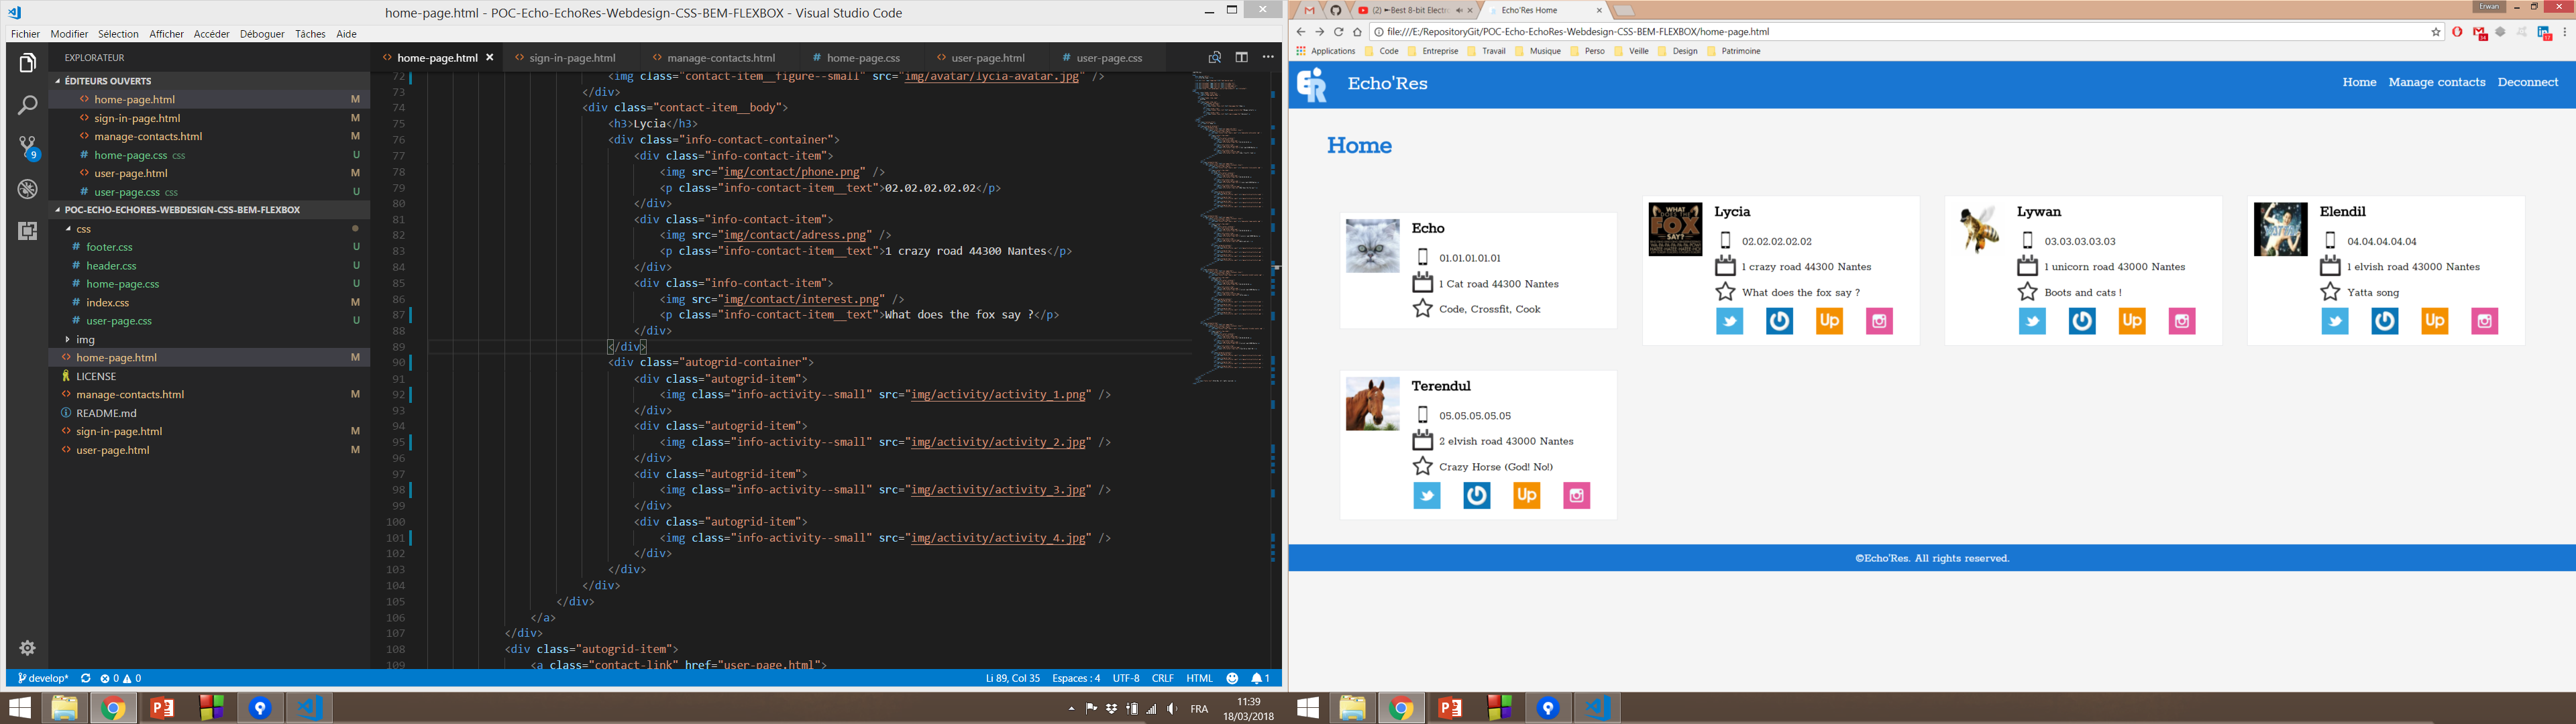 home-page.html - POC-Echo-EchoRes-Webdesign-CSS-BEM-FLEXBOX - Visual Studio Code
Fichier Modifier Sélection Afficher Accéder Déboguer Tâches Aide
EXPLORATEUR
ÉDITEURS OUVERTS
home-page.html M
sign-in-page.html M
manage-contacts.html M
home-page.css css U
user-page.html M
user-page.css css U
POC-ECHO-ECHORES-WEBDESIGN-CSS-BEM-FLEXBOX
css
footer.css U
header.css U
home-page.css U
index.css M
user-page.css U
img
home-page.html M
LICENSE
manage-contacts.html M
README.md
sign-in-page.html M
user-page.html M
9
home-page.html sign-in-page.html manage-contacts.html home-page.css user-page.html user-page.css
72 <img class="contact-item__figure--small" src="img/avatar/lycia-avatar.jpg" />
73 </div>
74 <div class="contact-item__body">
75 <h3>Lycia</h3>
76 <div class="info-contact-container">
77 <div class="info-contact-item">
78 <img src="img/contact/phone.png" />
79 <p class="info-contact-item__text">02.02.02.02.02</p>
80 </div>
81 <div class="info-contact-item">
82 <img src="img/contact/adress.png" />
83 <p class="info-contact-item__text">1 crazy road 44300 Nantes</p>
84 </div>
85 <div class="info-contact-item">
86 <img src="img/contact/interest.png" />
87 <p class="info-contact-item__text">What does the fox say ?</p>
88 </div>
89 </div>
90 <div class="autogrid-container">
91 <div class="autogrid-item">
92 <img class="info-activity--small" src="img/activity/activity_1.png" />
93 </div>
94 <div class="autogrid-item">
95 <img class="info-activity--small" src="img/activity/activity_2.jpg" />
96 </div>
97 <div class="autogrid-item">
98 <img class="info-activity--small" src="img/activity/activity_3.jpg" />
99 </div>
100 <div class="autogrid-item">
101 <img class="info-activity--small" src="img/activity/activity_4.jpg" />
102 </div>
103 </div>
104 </div>
105 </div>
106 </a>
107 </div>
108 <div class="autogrid-item">
109 <a class="contact-link" href="user-page.html">
develop* 0 0
Li 89, Col 35 Espaces : 4 UTF-8 CRLF HTML 1
FRA 11:39
18/03/2018
(2) Best 8-bit Electro Echo'Res Home
Erwan
file:///E:/RepositoryGit/POC-Echo-EchoRes-Webdesign-CSS-BEM-FLEXBOX/home-page.html
Applications Code Entreprise Travail Musique Perso Veille Design Patrimoine
Echo'Res Home Manage contacts Deconnect
Home
Echo
01.01.01.01.01
1 Cat road 44300 Nantes
Code, Crossfit, Cook
WHAT
FOX
SAY?
Lycia
02.02.02.02.02
1 crazy road 44300 Nantes
What does the fox say ?
Up
Lywan
03.03.03.03.03
1 unicorn road 43000 Nantes
Boots and cats !
Up
Elendil
04.04.04.04.04
1 elvish road 43000 Nantes
Yatta song
Up
Terendul
05.05.05.05.05
2 elvish road 43000 Nantes
Crazy Horse (God! No!)
Up
©Echo'Res. All rights reserved.